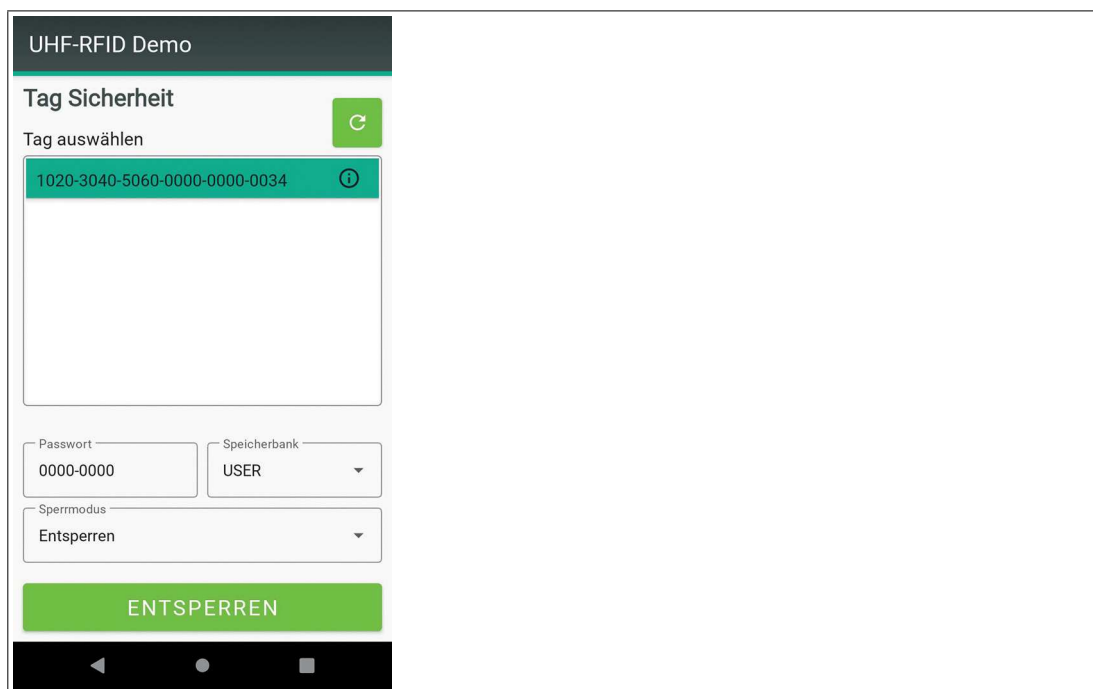 UHF-RFID Demo
Tag Sicherheit
Tag auswählen
1020-3040-5060-0000-0000-0034
Passwort
Speicherbank
0000-0000
USER
Sperrmodus
Entsperren
ENTSPERREN